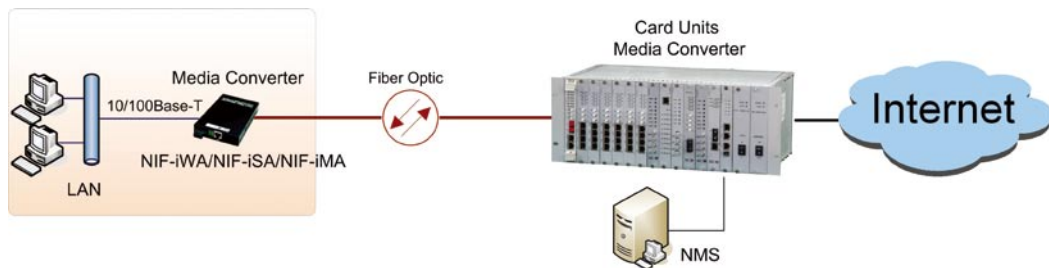 Card Units
Media Converter
Media Converter
Fiber Optic
10/100Base-T
Internet
NIF-iWA/NIF-iSA/NIF-iMA
LAN
NMS